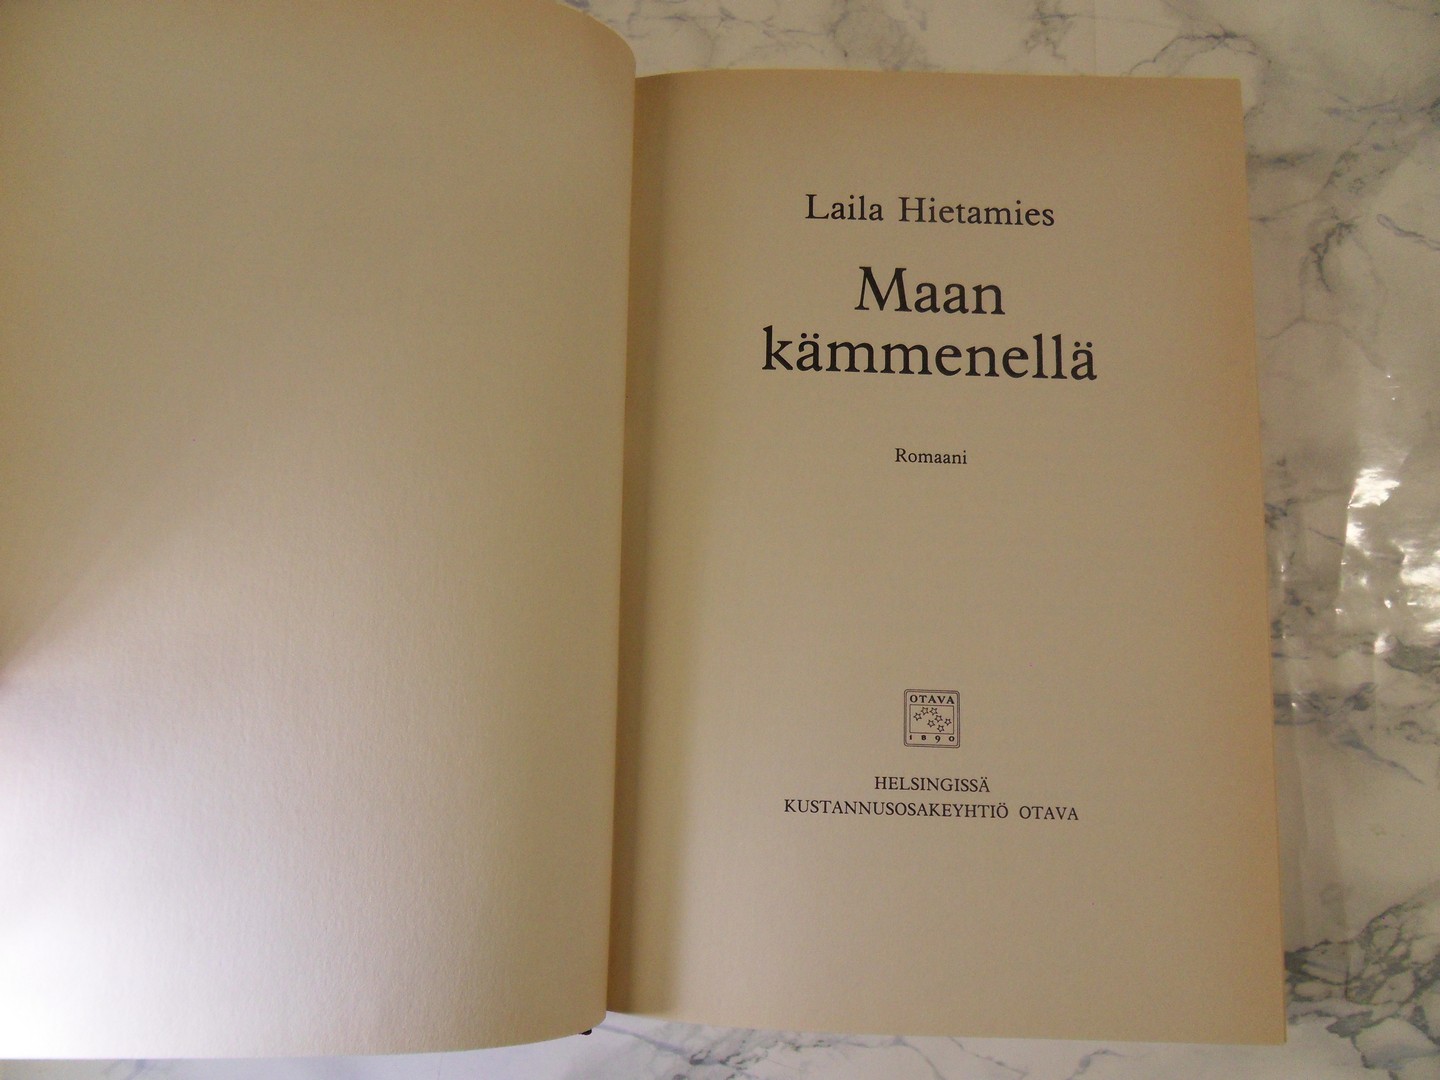 Laila Hietamies
Maan
kämmenellä
Romaani
OTAVA
1890
HELSINGISSÄ
KUSTANNUSOSAKEYHTIÖ OTAVA